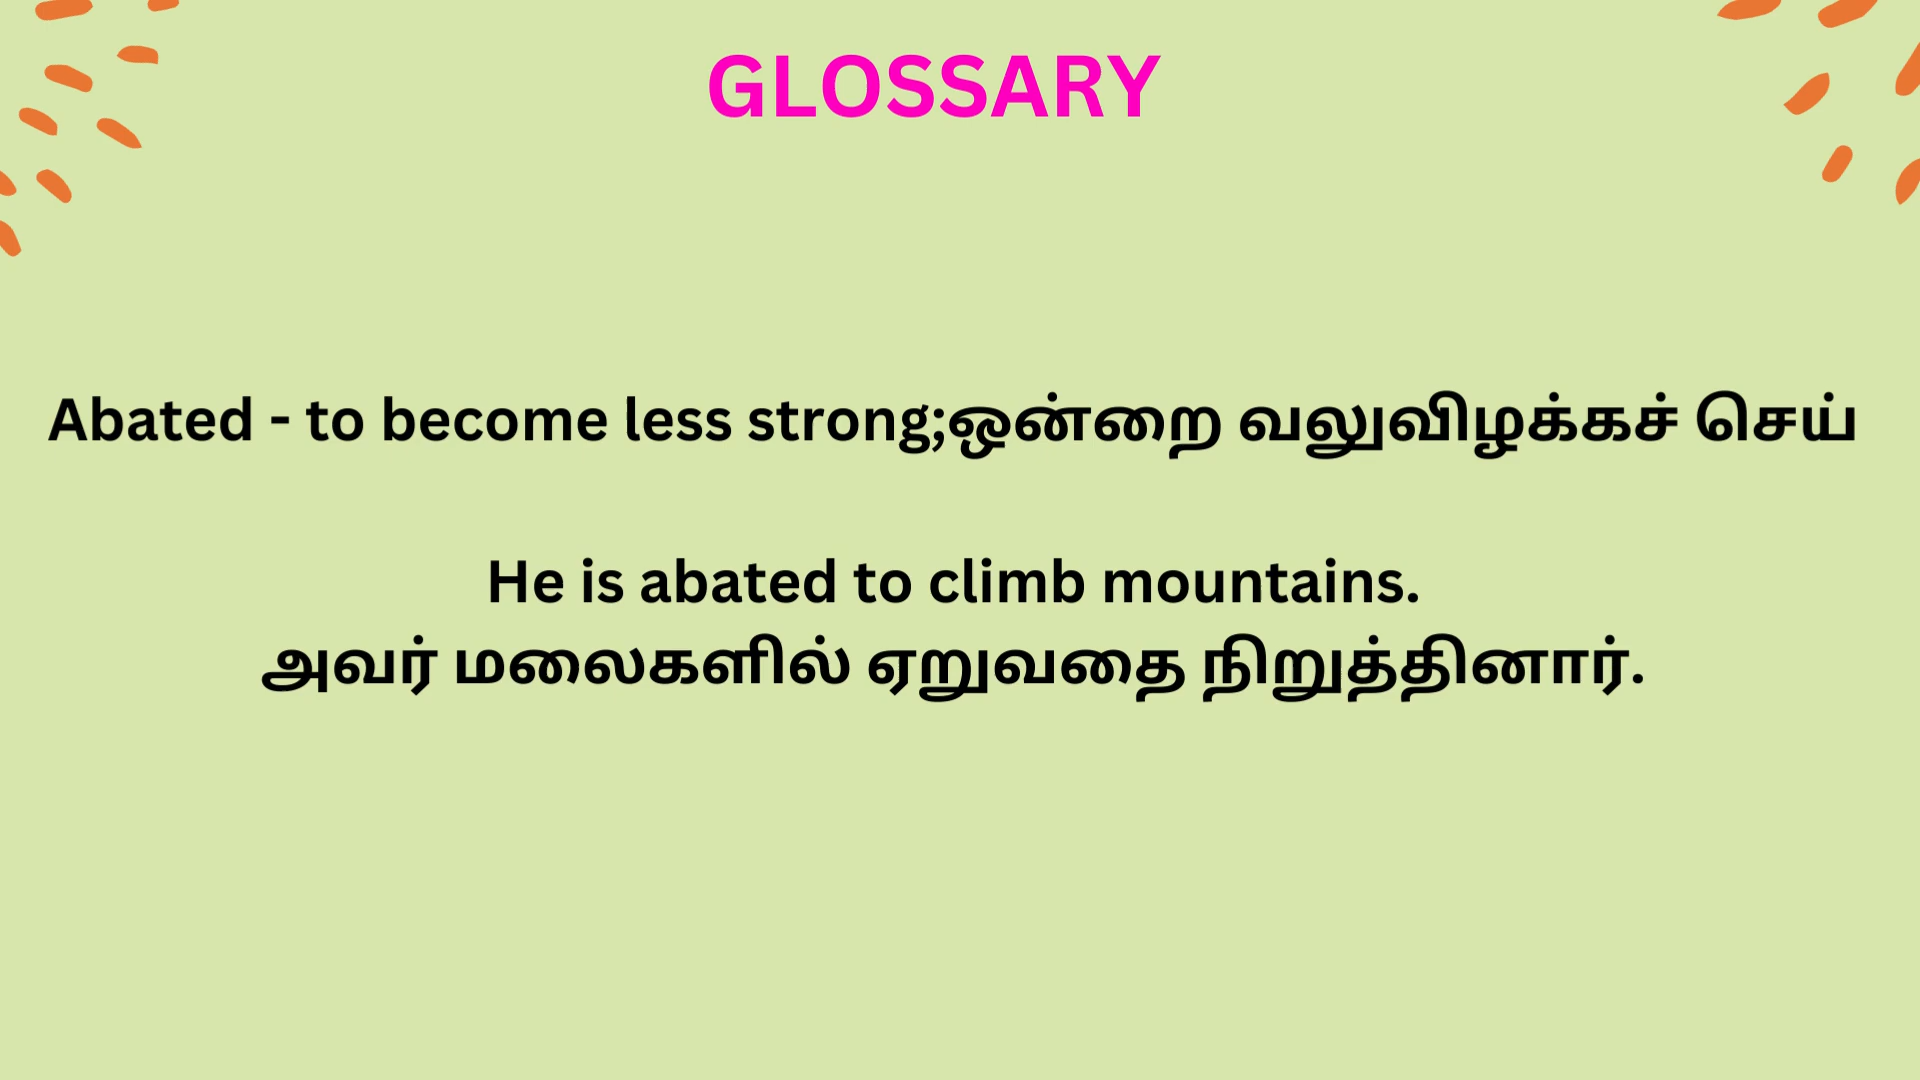 GLOSSARY
Abated - to become less strong;ஒன்றை வலுவிழக்கச் செய்
He is abated to climb mountains.
அவர் மலைகளில் ஏறுவதை நிறுத்தினார்.